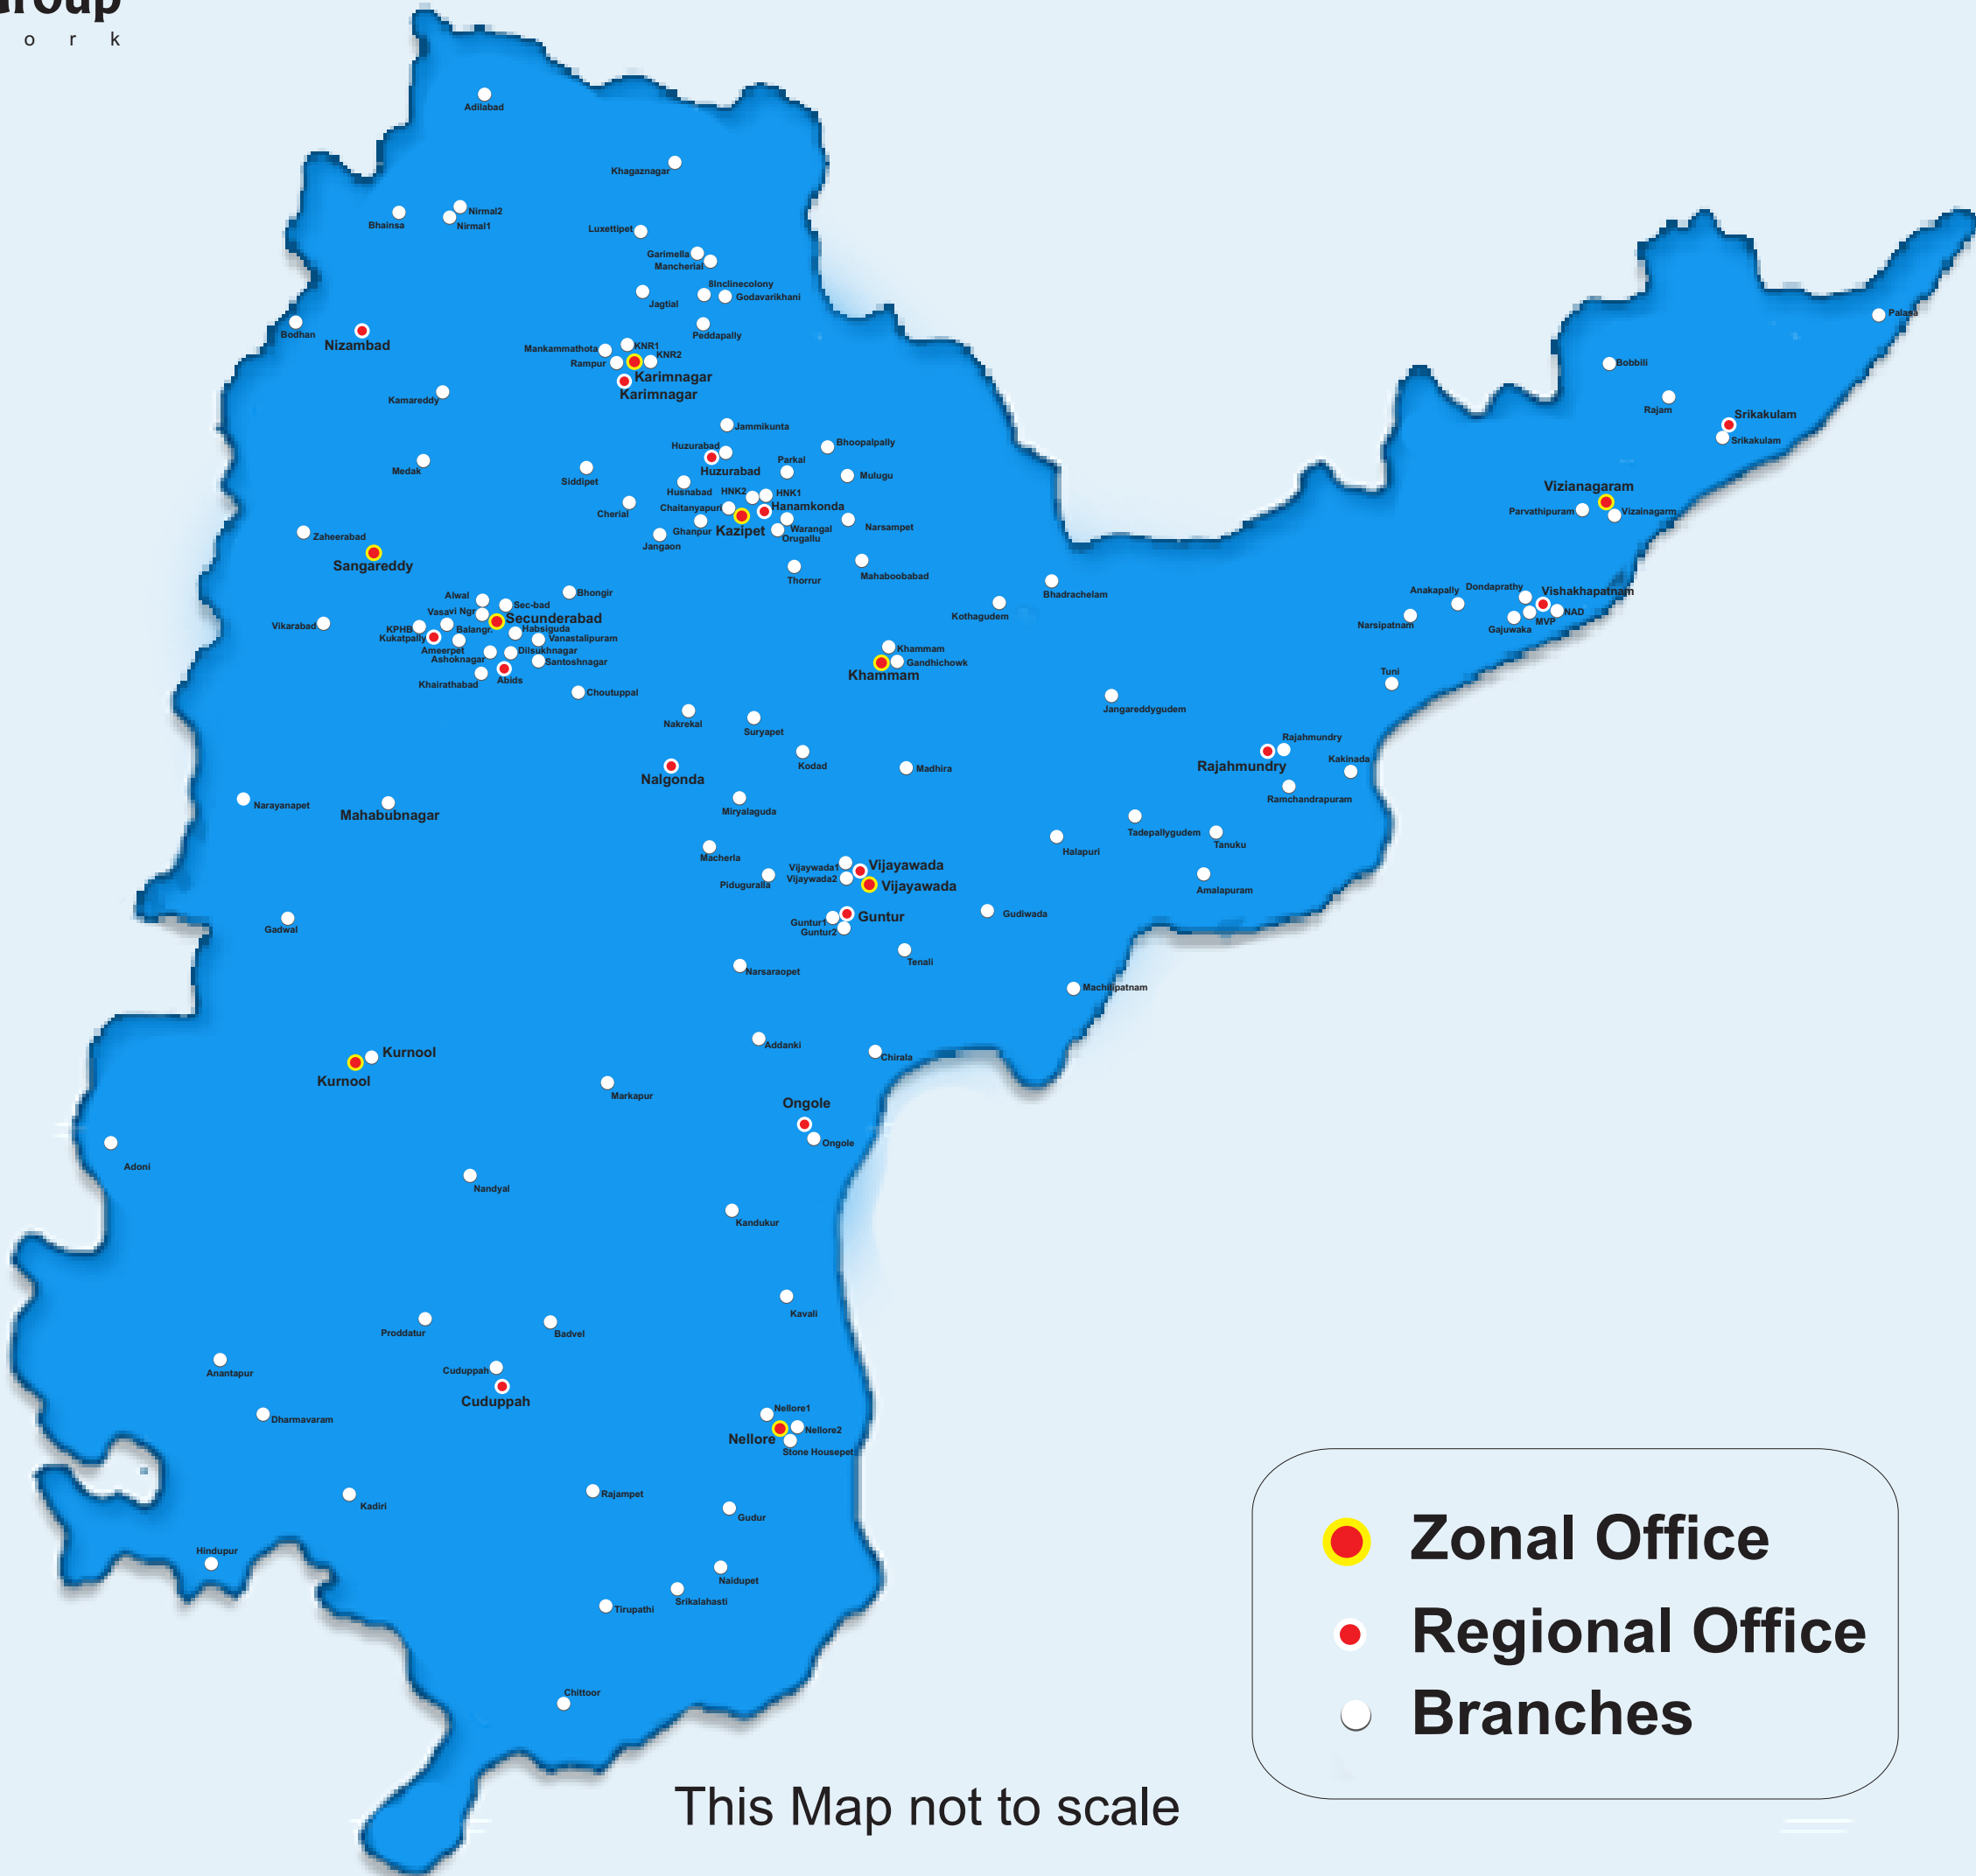 Group
o r k
Adilabad
Khagaznagar
Nirmal2
Bhainsa
Nirmal1
Luxettipet
Garimella
Mancherial
8Inclinecolony
Godavarikhani
Jagtial
Palasa
Bodhan
Nizambad
Peddapally
Mankammathota
KNR1
KNR2
Rampur
Bobbili
Karimnagar
Karimnagar
Kamareddy
Rajam
Srikakulam
Srikakulam
Jammikunta
Huzurabad
Bhoopalpally
Parkal
Medak
Huzurabad
Mulugu
Siddipet
Vizianagaram
Husnabad
HNK2
HNK1
Chaitanyapuri
Hanamkonda
Cherial
Parvathipuram
Vizainagarm
Ghanpur
Kazipet
Warangal
Narsampet
Zaheerabad
Orugallu
Jangaon
Sangareddy
Mahaboobabad
Thorrur
Bhongir
Bhadrachelam
Anakapally
Dondaprathy
Vishakhapatnam
Alwal
Sec-bad
Vasavi Ngr
Secunderabad
Kothagudem
NAD
Vikarabad
KPHB
Balangr.
Habsiguda
Narsipatnam
MVP
Gajuwaka
Kukatpally
Vanastalipuram
Ameerpet
Dilsukhnagar
Khammam
Ashoknagar
Santoshnagar
Gandhichowk
Khairathabad
Abids
Khammam
Tuni
Choutuppal
Jangareddygudem
Nakrekal
Suryapet
Rajahmundry
Kakinada
Kodad
Madhira
Rajahmundry
Nalgonda
Ramchandrapuram
Narayanapet
Mahabubnagar
Miryalaguda
Tadepallygudem
Tanuku
Halapuri
Macherla
Vijaywada1
Vijayawada
Vijaywada2
Vijayawada
Piduguralla
Amalapuram
Gudiwada
Guntur
Guntur1
Guntur2
Gadwal
Tenali
Narsaraopet
Machilipatnam
Addanki
Kurnool
Chirala
Kurnool
Markapur
Ongole
Ongole
Adoni
Nandyal
Kandukur
Kavali
Proddatur
Badvel
Anantapur
Cuduppah
Cuduppah
Nellore1
Dharmavaram
Nellore2
Nellore
Stone Housepet
Rajampet
Kadiri
Gudur
Hindupur
Naidupet
Srikalahasti
Tirupathi
Chittoor
Zonal Office
Regional Office
Branches
This Map not to scale